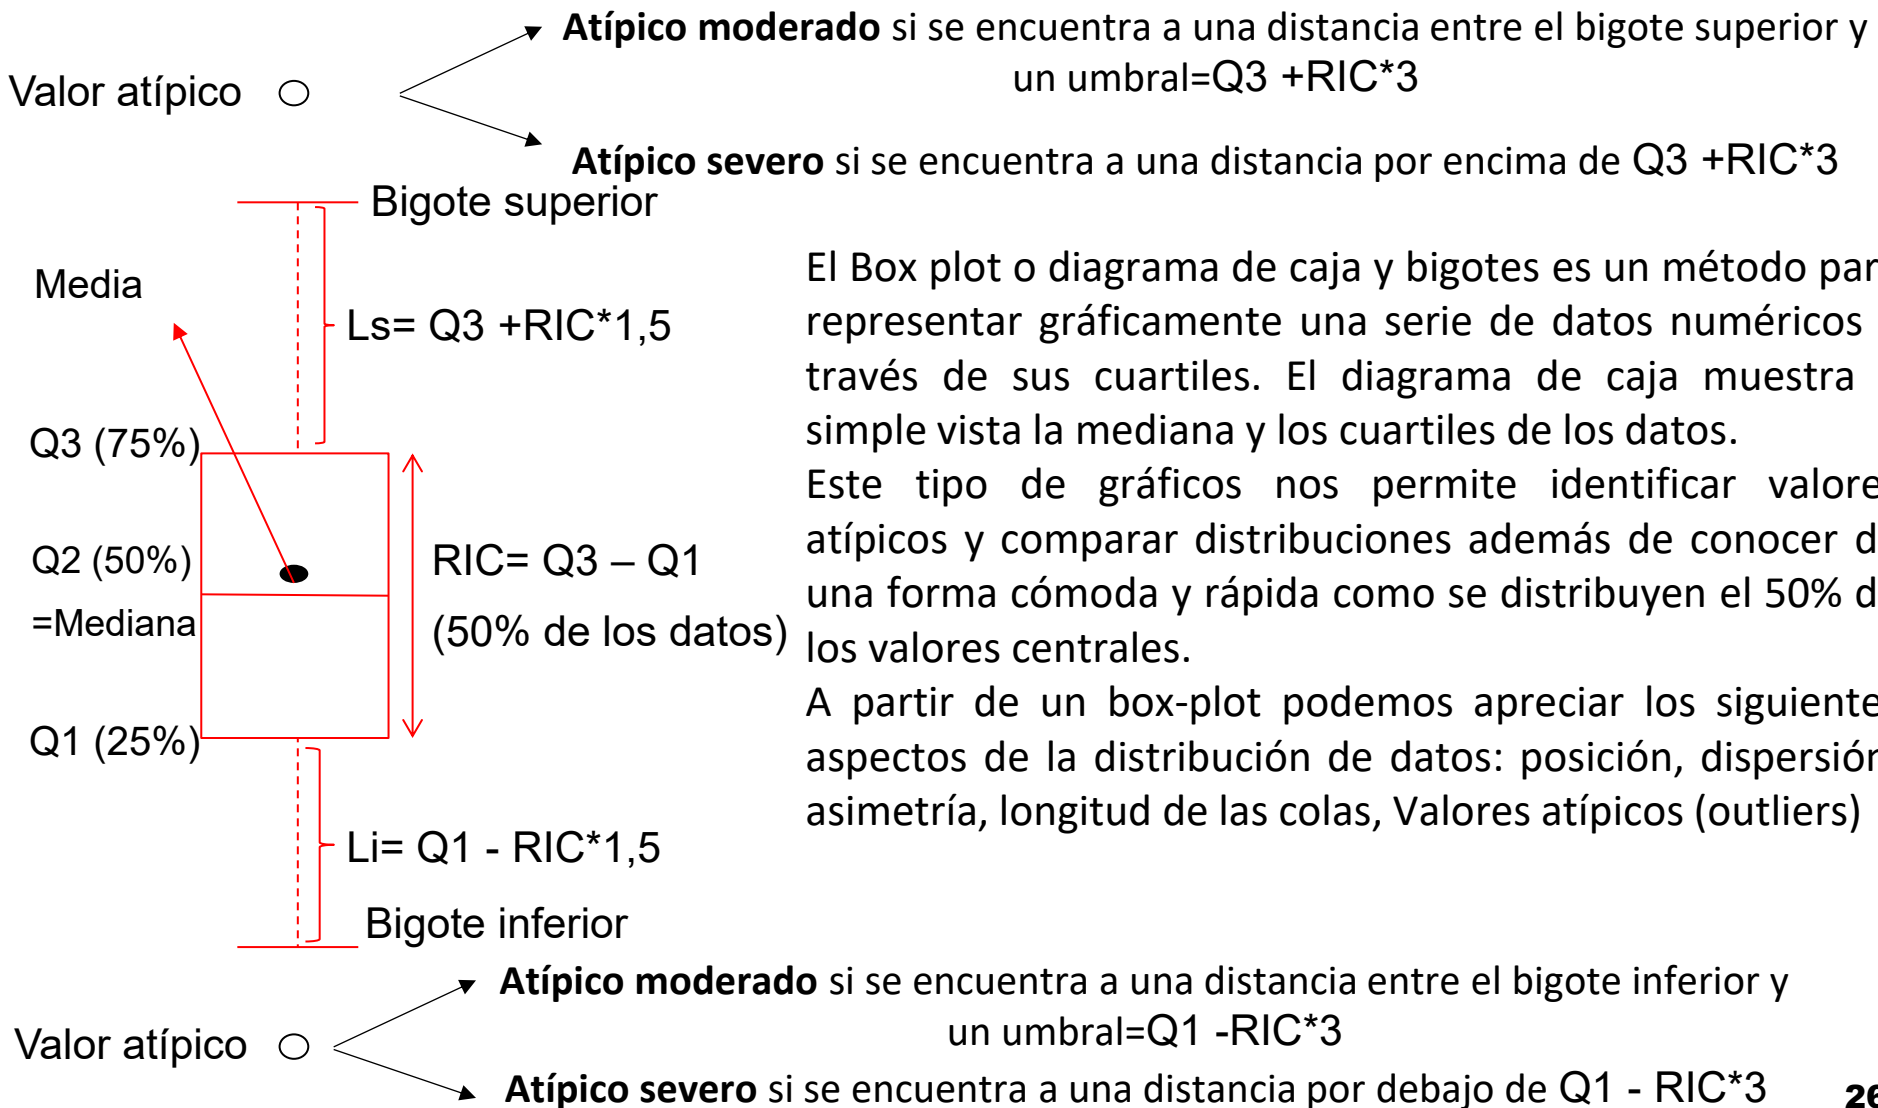 Atípico moderado si se encuentra a una distancia entre el bigote superior y
un umbral=Q3 +RIC*3
Valor atípico
Atípico severo si se encuentra a una distancia por encima de Q3 +RIC*3
Bigote superior
Media
Ls= Q3 +RIC*1,5
Q3 (75%)
Q2 (50%)
=Mediana
RIC= Q3 – Q1
(50% de los datos)
Q1 (25%)
Li= Q1 - RIC*1,5
Bigote inferior
El Box plot o diagrama de caja y bigotes es un método par
representar gráficamente una serie de datos numéricos
través de sus cuartiles. El diagrama de caja muestra
simple vista la mediana y los cuartiles de los datos.
Este tipo de gráficos nos permite identificar valore
atípicos y comparar distribuciones además de conocer d
una forma cómoda y rápida como se distribuyen el 50% d
los valores centrales.
A partir de un box-plot podemos apreciar los siguiente
aspectos de la distribución de datos: posición, dispersión
asimetría, longitud de las colas, Valores atípicos (outliers)
Atípico moderado si se encuentra a una distancia entre el bigote inferior y
un umbral=Q1 -RIC*3
Valor atípico
Atípico severo si se encuentra a una distancia por debajo de Q1 - RIC*3
26